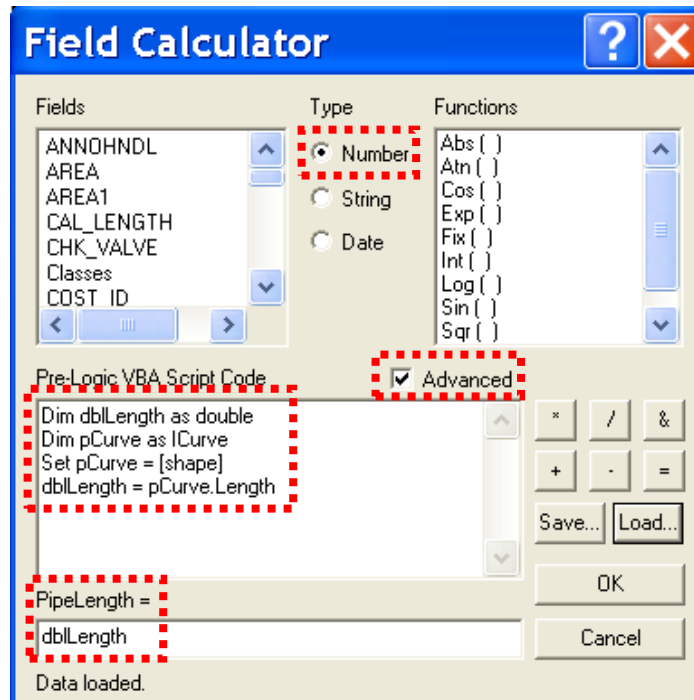 Field Calculator
Fields
Type
Functions
ANNOHNDL
AREA
AREA1
CAL_LENGTH
CHK_VALVE
Classes
COST_ID
Number
String
Date
Abs ( )
Atn ( )
Cos ( )
Exp ( )
Fix ( )
Int ( )
Log ( )
Sin ( )
Sqr ( )
Pre-Logic VBA Script Code
Advanced
Dim dblLength as double
Dim pCurve as ICurve
Set pCurve = [shape]
dblLength = pCurve.Length
* / &
+ - =
Save... Load...
PipeLength =
dblLength
OK
Cancel
Data loaded.